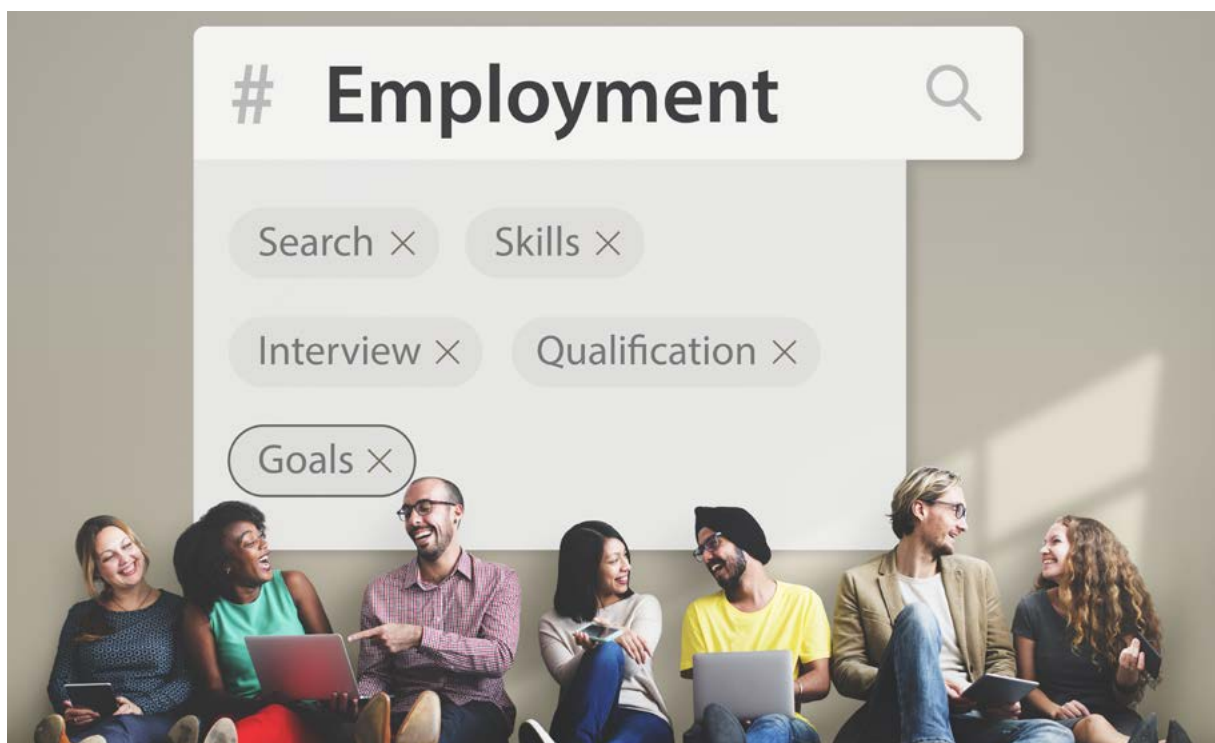 # Employment
Search × Skills ×
Interview × Qualification ×
Goals ×